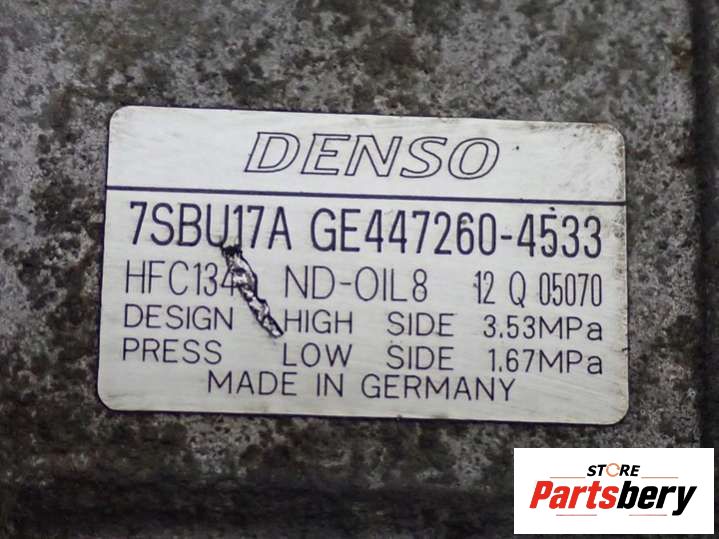 DENSO
7SBU17A GE447260-4533
HFC134 ND-OIL8 12 Q 05070
DESIGN HIGH SIDE 3.53MPa
PRESS LOW SIDE 1.67MPa
MADE IN GERMANY
STORE
Partsbery